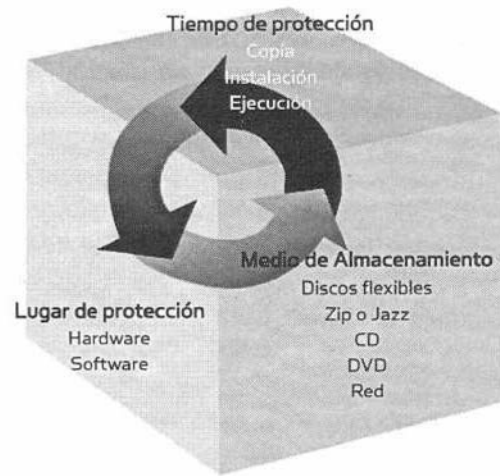 Tiempo de protección
Copia
Instalación
Ejecución
Medio de Almacenamiento
Discos flexibles
Zip o Jazz
CD
DVD
Red
Lugar de protección
Hardware
Software